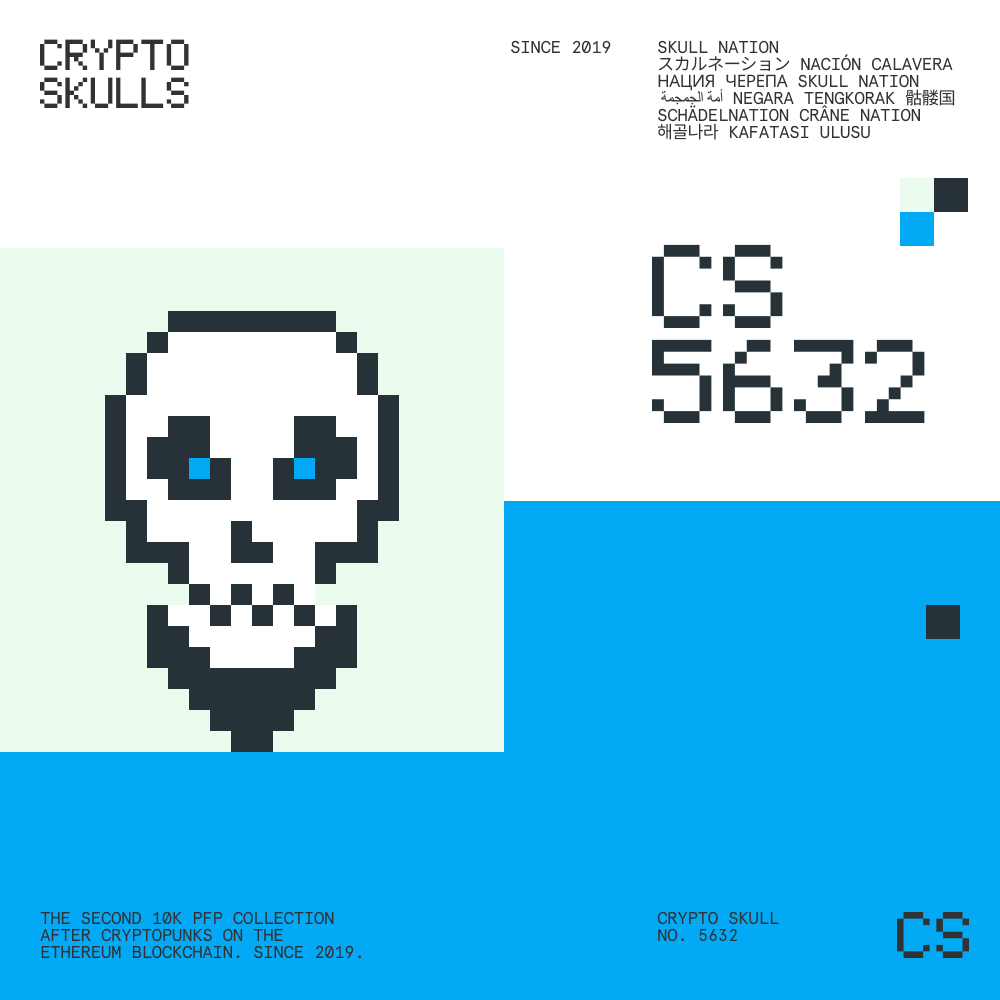 CRYPTO
SKULLS
SINCE 2019
SKULL NATION
スカルネーション NACIÓN CALAVERA
НАЦИЯ ЧЕРЕПА SKULL NATION
أمة الجمجمة NEGARA TENGKORAK 骷髅国
SCHÄDELNATION CRÂNE NATION
해골나라 KAFATASI ULUSU
CS
5632
THE SECOND 10K PFP COLLECTION
AFTER CRYPTOPUNKS ON THE
ETHEREUM BLOCKCHAIN. SINCE 2019.
CRYPTO SKULL
NO. 5632
CS